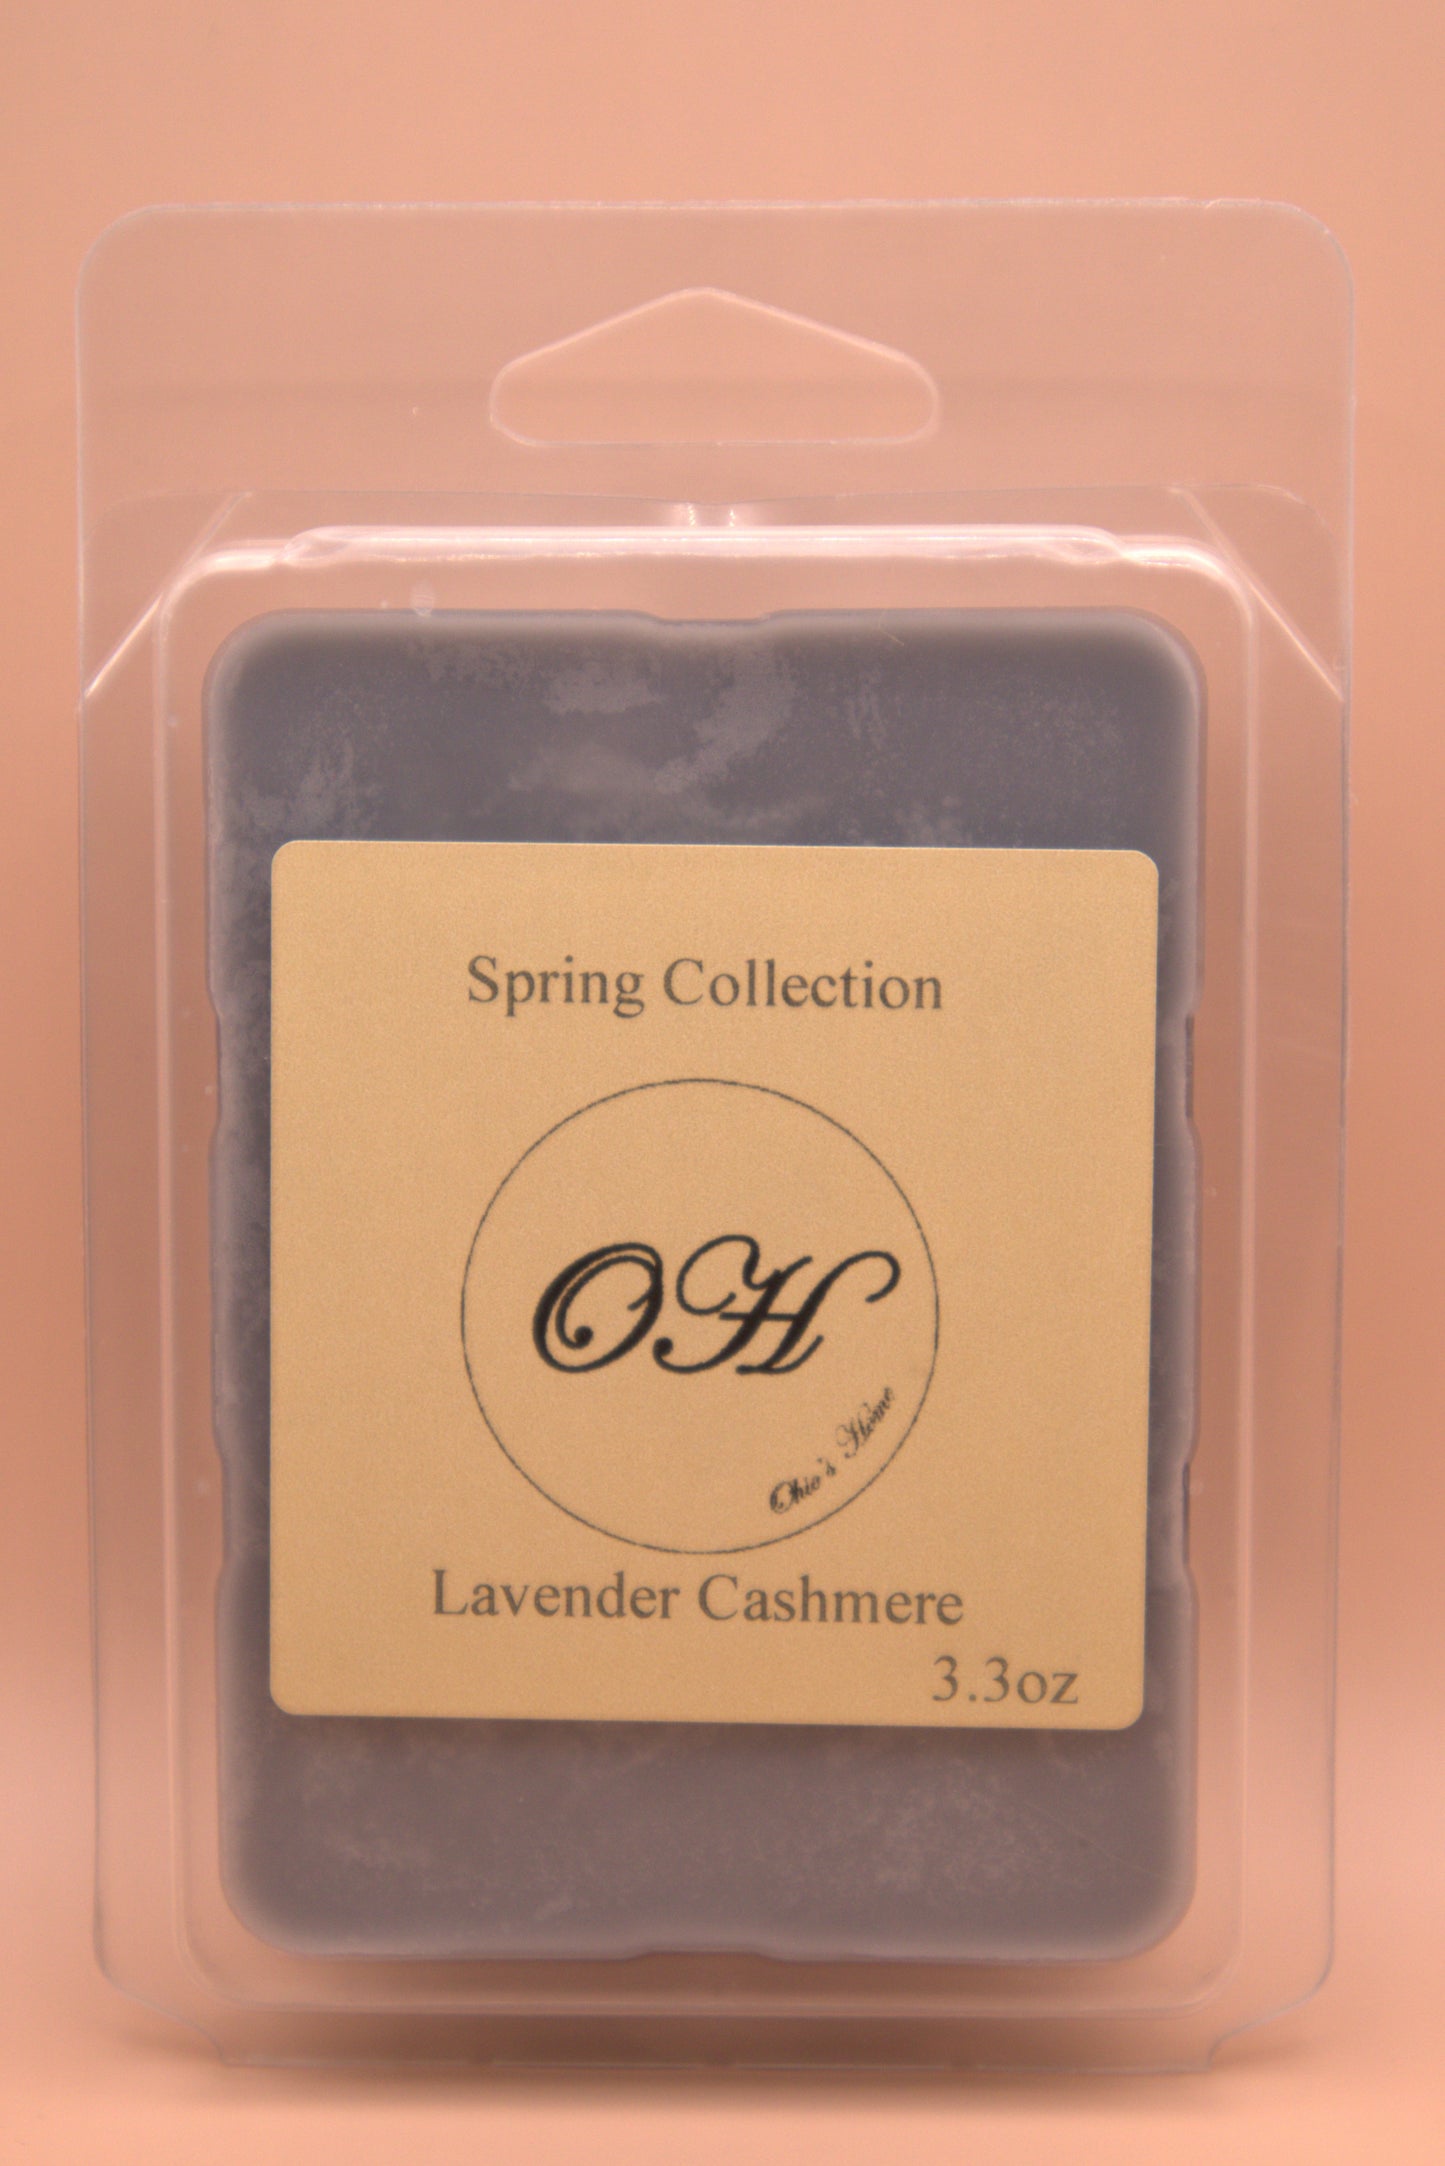 Spring Collection
OH
Ohio's Home
Lavender Cashmere
3.3oz